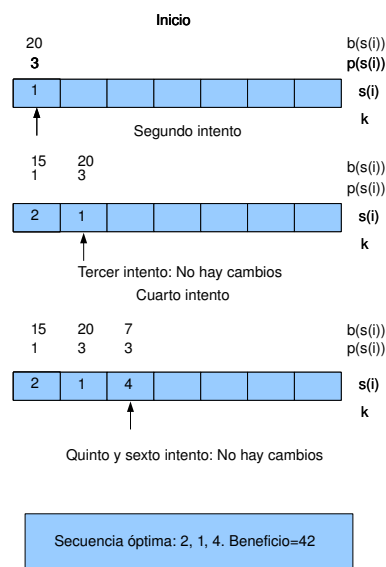 Inicio
20 b(s(i))
3 p(s(i))
1 s(i)
k
Segundo intento
15 20 b(s(i))
1 3 p(s(i))
2 1 s(i)
k
Tercer intento: No hay cambios
Cuarto intento
15 20 7 b(s(i))
1 3 3 p(s(i))
2 1 4 s(i)
k
Quinto y sexto intento: No hay cambios
Secuencia óptima: 2, 1, 4. Beneficio=42